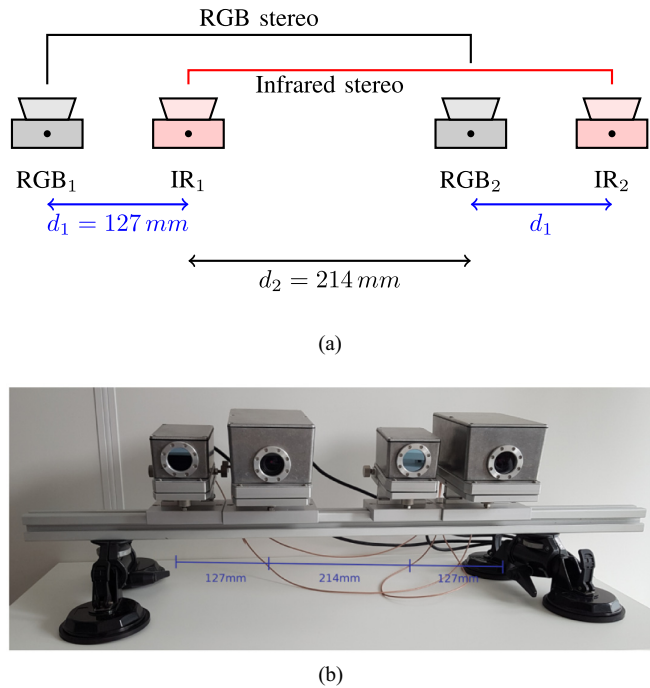 RGB stereo
Infrared stereo
RGB₁ IR₁ RGB₂ IR₂
d₁ = 127 mm d₁
d₂ = 214 mm
(a)
127mm 214mm 127mm
(b)